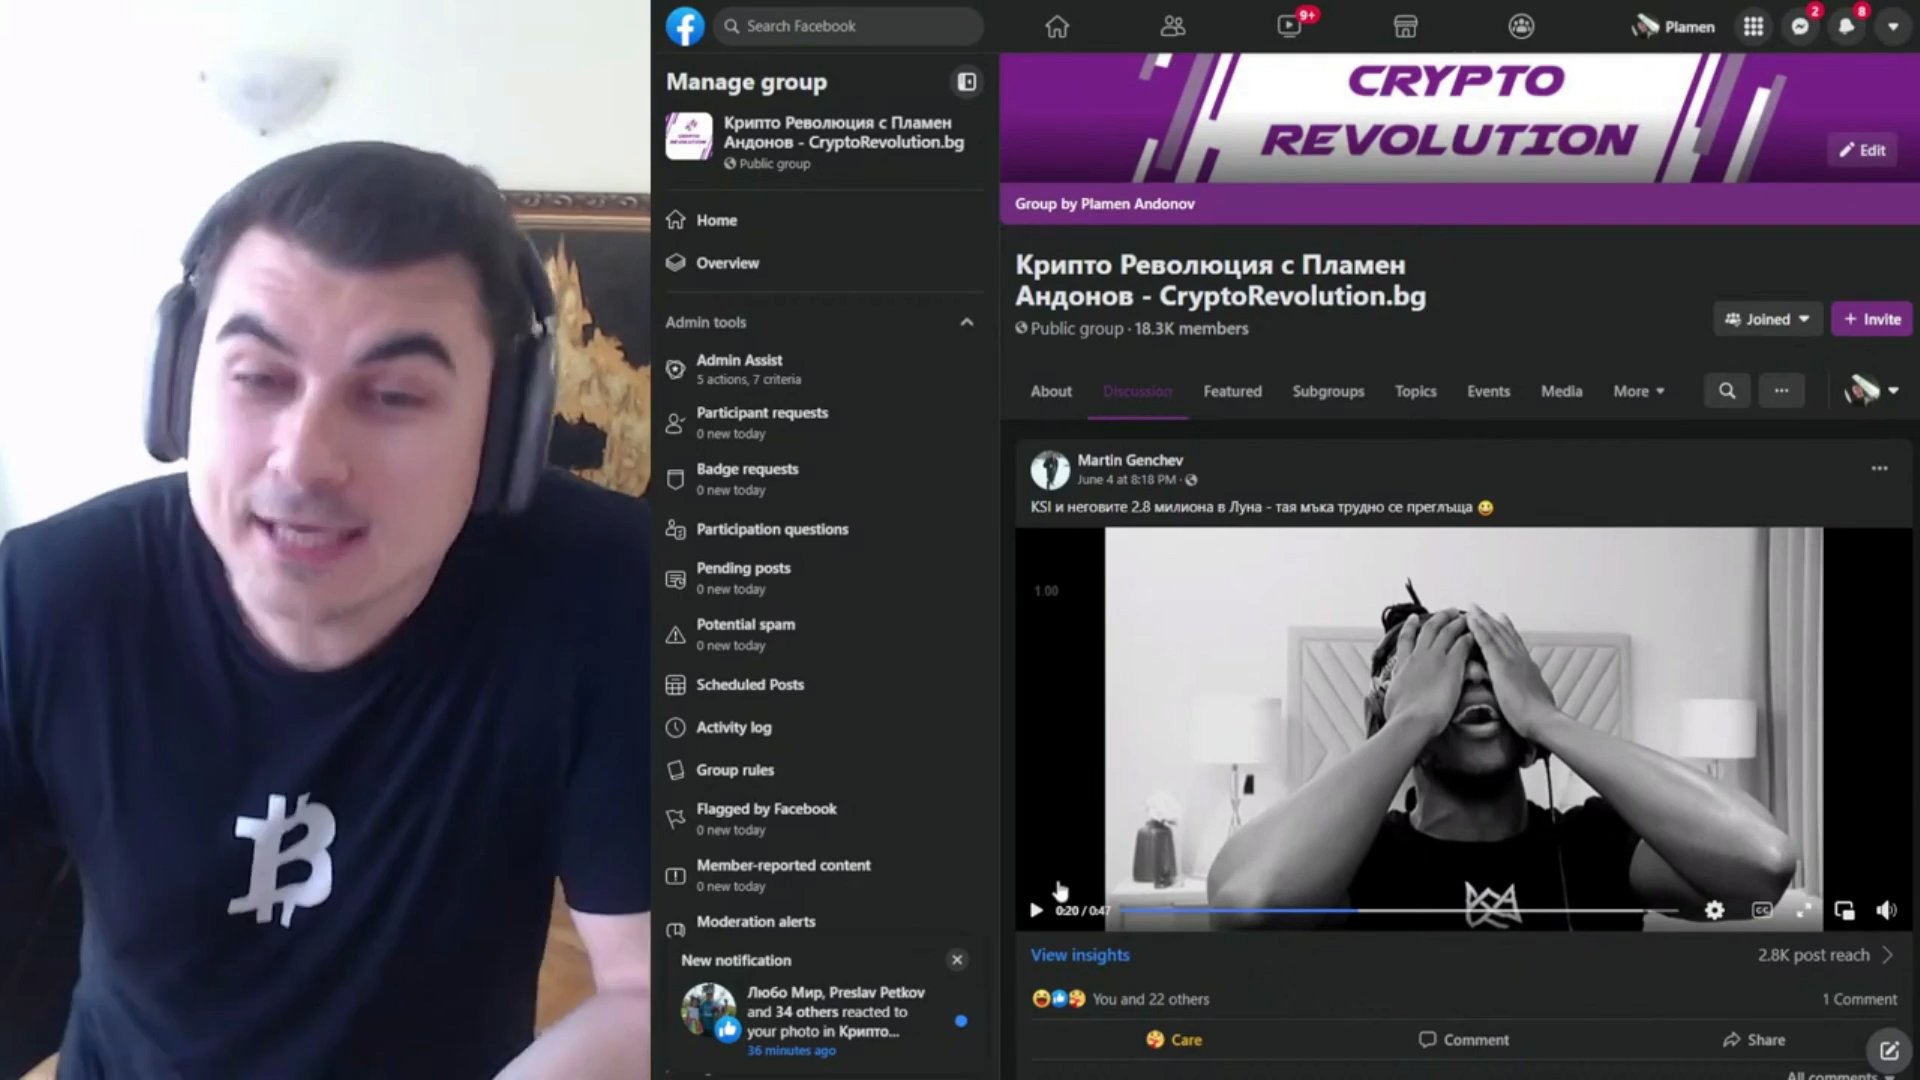 Search Facebook
9+
Plamen
2
8
Manage group
Крипто Революция с Пламен
Андонов - CryptoRevolution.bg
Public group
Home
Overview
Admin tools
Admin Assist
5 actions, 7 criteria
Participant requests
0 new today
Badge requests
0 new today
Participation questions
Pending posts
0 new today
Potential spam
0 new today
Scheduled Posts
Activity log
Group rules
Flagged by Facebook
0 new today
Member-reported content
0 new today
Moderation alerts
New notification
Любо Мир, Preslav Petkov
and 34 others reacted to
your photo in Крипто...
36 minutes ago
CRYPTO
REVOLUTION
Edit
Group by Plamen Andonov
Крипто Революция с Пламен
Андонов - CryptoRevolution.bg
Public group · 18.3K members
Joined
+ Invite
About
Discussion
Featured
Subgroups
Topics
Events
Media
More
Martin Genchev
June 4 at 8:18 PM ·
KSI и неговите 2.8 милиона в Луна - тая мъка трудно се преглъща 😀
1.00
0:20 / 0:47
View insights
2.8K post reach
You and 22 others
1 Comment
Care
Comment
Share
All comments